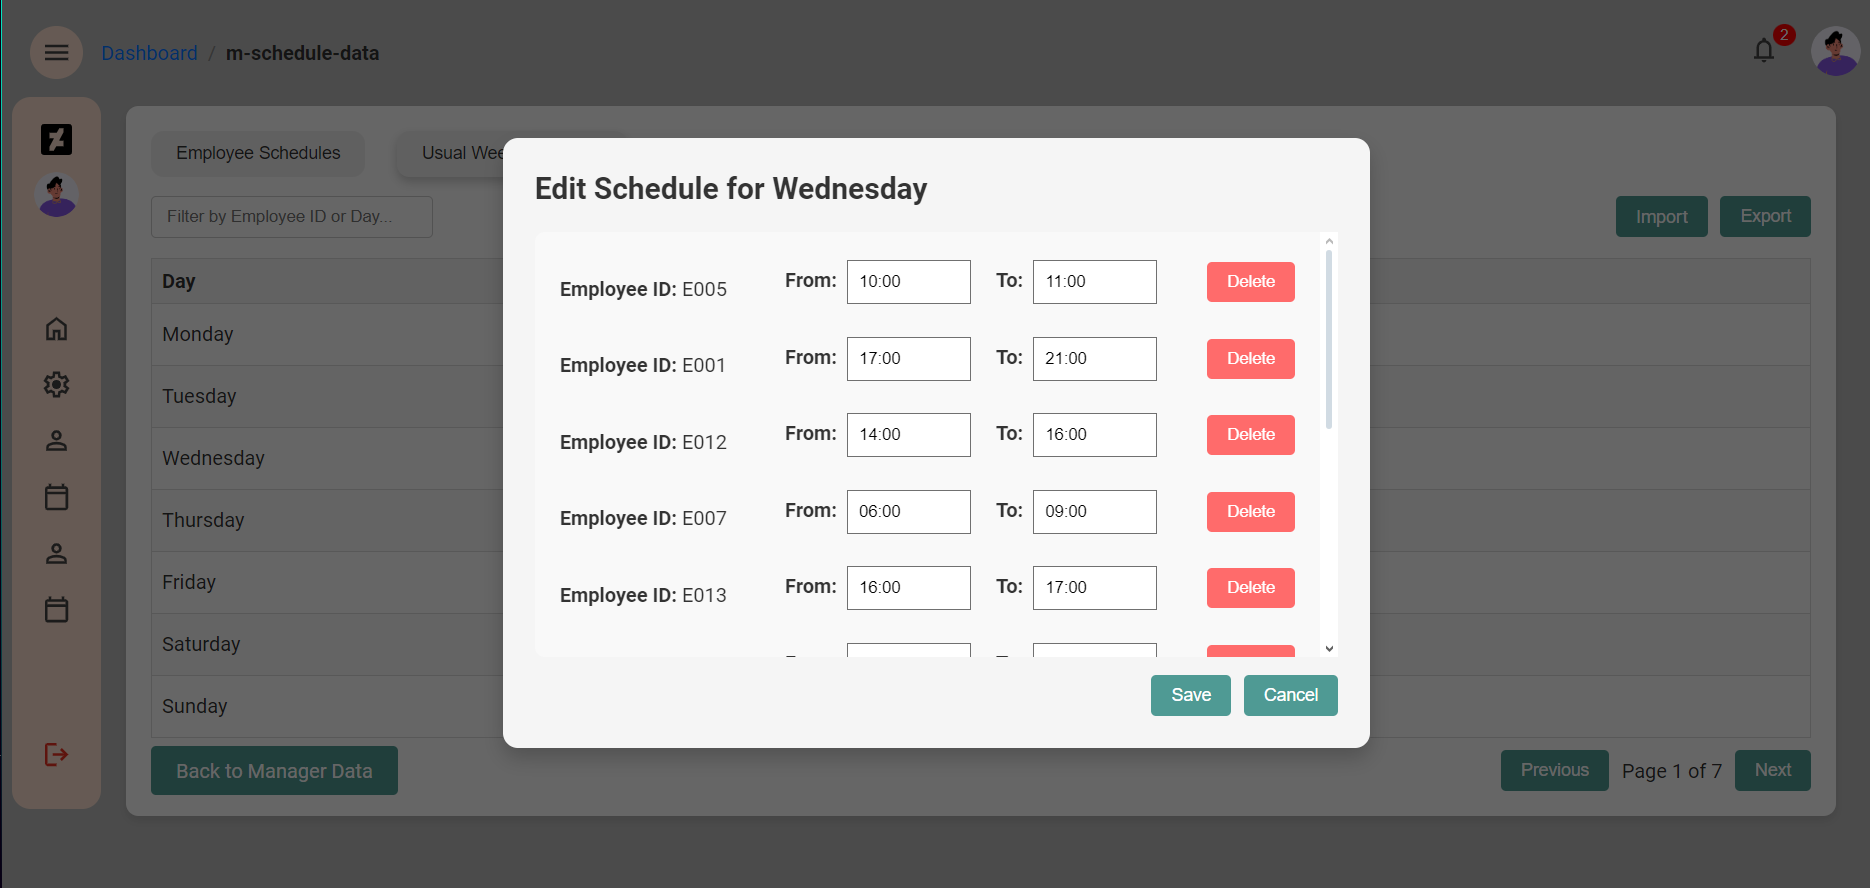 Dashboard / m-schedule-data
2
Employee Schedules
Usual Wee
Filter by Employee ID or Day...
Import
Export
Day
Monday
Tuesday
Wednesday
Thursday
Friday
Saturday
Sunday
Back to Manager Data
Previous
Page 1 of 7
Next
Edit Schedule for Wednesday
Employee ID: E005 From: 10:00 To: 11:00 Delete
Employee ID: E001 From: 17:00 To: 21:00 Delete
Employee ID: E012 From: 14:00 To: 16:00 Delete
Employee ID: E007 From: 06:00 To: 09:00 Delete
Employee ID: E013 From: 16:00 To: 17:00 Delete
Save
Cancel